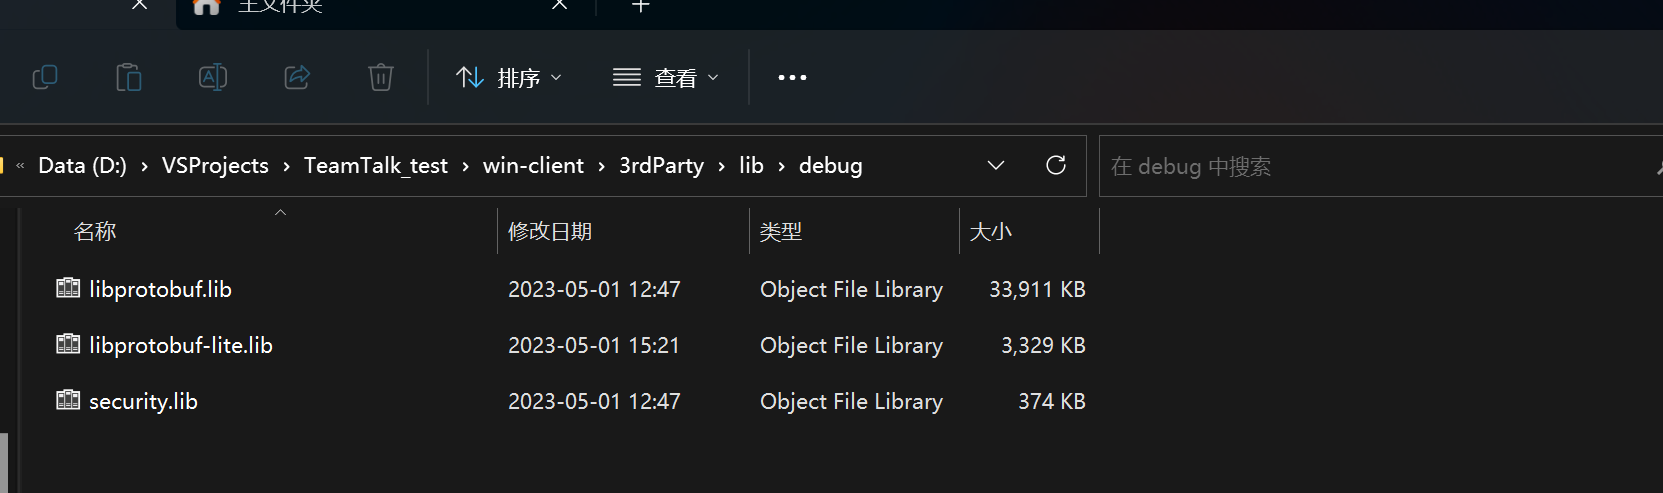 主文件夹
排序 查看
« Data (D:) › VSProjects › TeamTalk_test › win-client › 3rdParty › lib › debug 在 debug 中搜索
名称 修改日期 类型 大小
libprotobuf.lib 2023-05-01 12:47 Object File Library 33,911 KB
libprotobuf-lite.lib 2023-05-01 15:21 Object File Library 3,329 KB
security.lib 2023-05-01 12:47 Object File Library 374 KB